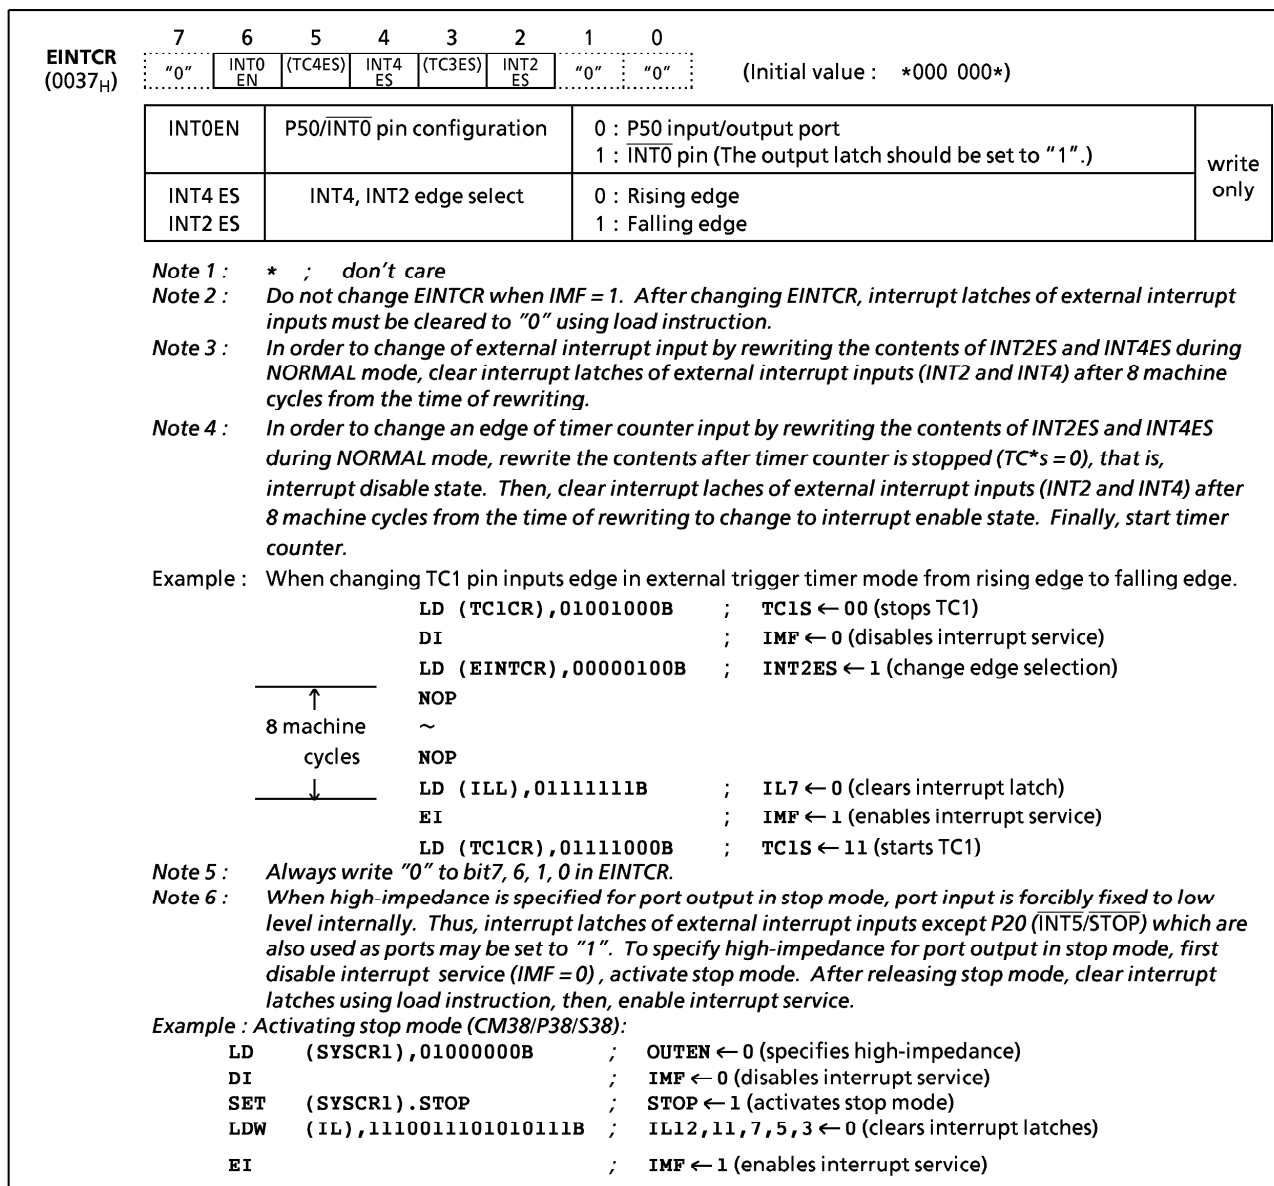 7 6 5 4 3 2 1 0
EINTCR (0037H) "0" INT0 EN (TC4ES) INT4 ES (TC3ES) INT2 ES "0" "0" (Initial value : *000 000*)
INT0EN P50/INT0 pin configuration 0 : P50 input/output port
1 : INT0 pin (The output latch should be set to "1".)
write only
INT4 ES INT4, INT2 edge select 0 : Rising edge
INT2 ES 1 : Falling edge
Note 1 : * ; don't care
Note 2 : Do not change EINTCR when IMF = 1. After changing EINTCR, interrupt latches of external interrupt
inputs must be cleared to "0" using load instruction.
Note 3 : In order to change of external interrupt input by rewriting the contents of INT2ES and INT4ES during
NORMAL mode, clear interrupt latches of external interrupt inputs (INT2 and INT4) after 8 machine
cycles from the time of rewriting.
Note 4 : In order to change an edge of timer counter input by rewriting the contents of INT2ES and INT4ES
during NORMAL mode, rewrite the contents after timer counter is stopped (TC*s = 0), that is,
interrupt disable state. Then, clear interrupt laches of external interrupt inputs (INT2 and INT4) after
8 machine cycles from the time of rewriting to change to interrupt enable state. Finally, start timer
counter.
Example : When changing TC1 pin inputs edge in external trigger timer mode from rising edge to falling edge.
LD (TC1CR),01001000B ; TC1S ← 00 (stops TC1)
DI ; IMF ← 0 (disables interrupt service)
LD (EINTCR),00000100B ; INT2ES ← 1 (change edge selection)
↑ NOP
8 machine ~
cycles NOP
↓ LD (ILL),01111111B ; IL7 ← 0 (clears interrupt latch)
EI ; IMF ← 1 (enables interrupt service)
LD (TC1CR),01111000B ; TC1S ← 11 (starts TC1)
Note 5 : Always write "0" to bit7, 6, 1, 0 in EINTCR.
Note 6 : When high-impedance is specified for port output in stop mode, port input is forcibly fixed to low
level internally. Thus, interrupt latches of external interrupt inputs except P20 (INT5/STOP) which are
also used as ports may be set to "1". To specify high-impedance for port output in stop mode, first
disable interrupt service (IMF = 0) , activate stop mode. After releasing stop mode, clear interrupt
latches using load instruction, then, enable interrupt service.
Example : Activating stop mode (CM38/P38/S38):
LD (SYSCR1),01000000B ; OUTEN ← 0 (specifies high-impedance)
DI ; IMF ← 0 (disables interrupt service)
SET (SYSCR1).STOP ; STOP ← 1 (activates stop mode)
LDW (IL),1110011101010111B ; IL12,11,7,5,3 ← 0 (clears interrupt latches)
EI ; IMF ← 1 (enables interrupt service)